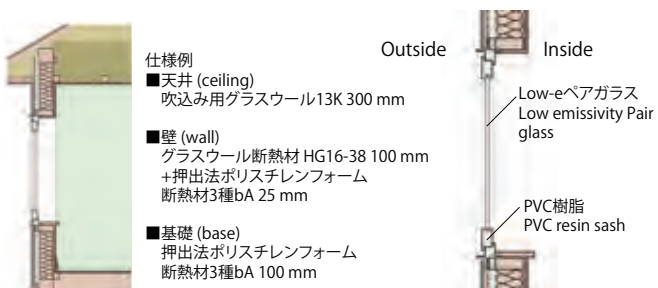 仕様例
■天井 (ceiling)
吹込み用グラスウール13K 300 mm
■壁 (wall)
グラスウール断熱材 HG16-38 100 mm
+押出法ポリスチレンフォーム
断熱材3種bA 25 mm
■基礎 (base)
押出法ポリスチレンフォーム
断熱材3種bA 100 mm
Outside
Inside
Low-eペアガラス
Low emissivity Pair
glass
PVC樹脂
PVC resin sash